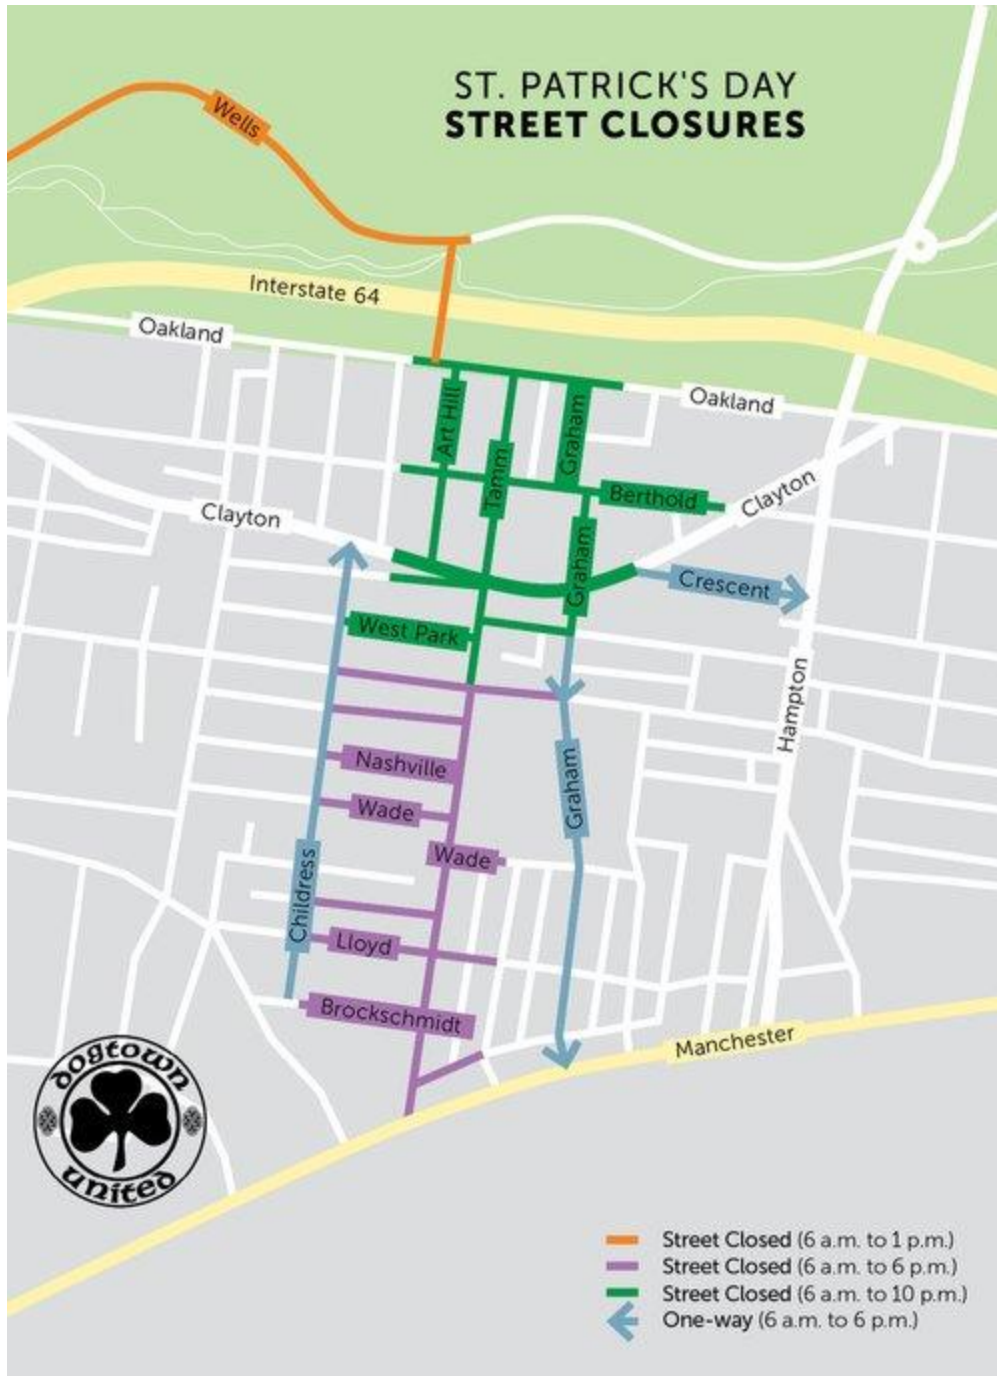 ST. PATRICK'S DAY
STREET CLOSURES
Wells
Interstate 64
Oakland
Oakland
Art Hill
Graham
Tamm
Berthold
Clayton
Clayton
Graham
Crescent
West Park
Hampton
Nashville
Graham
Wade
Wade
Childress
Lloyd
Brockschmidt
Manchester
dogtown
united
Street Closed (6 a.m. to 1 p.m.)
Street Closed (6 a.m. to 6 p.m.)
Street Closed (6 a.m. to 10 p.m.)
One-way (6 a.m. to 6 p.m.)